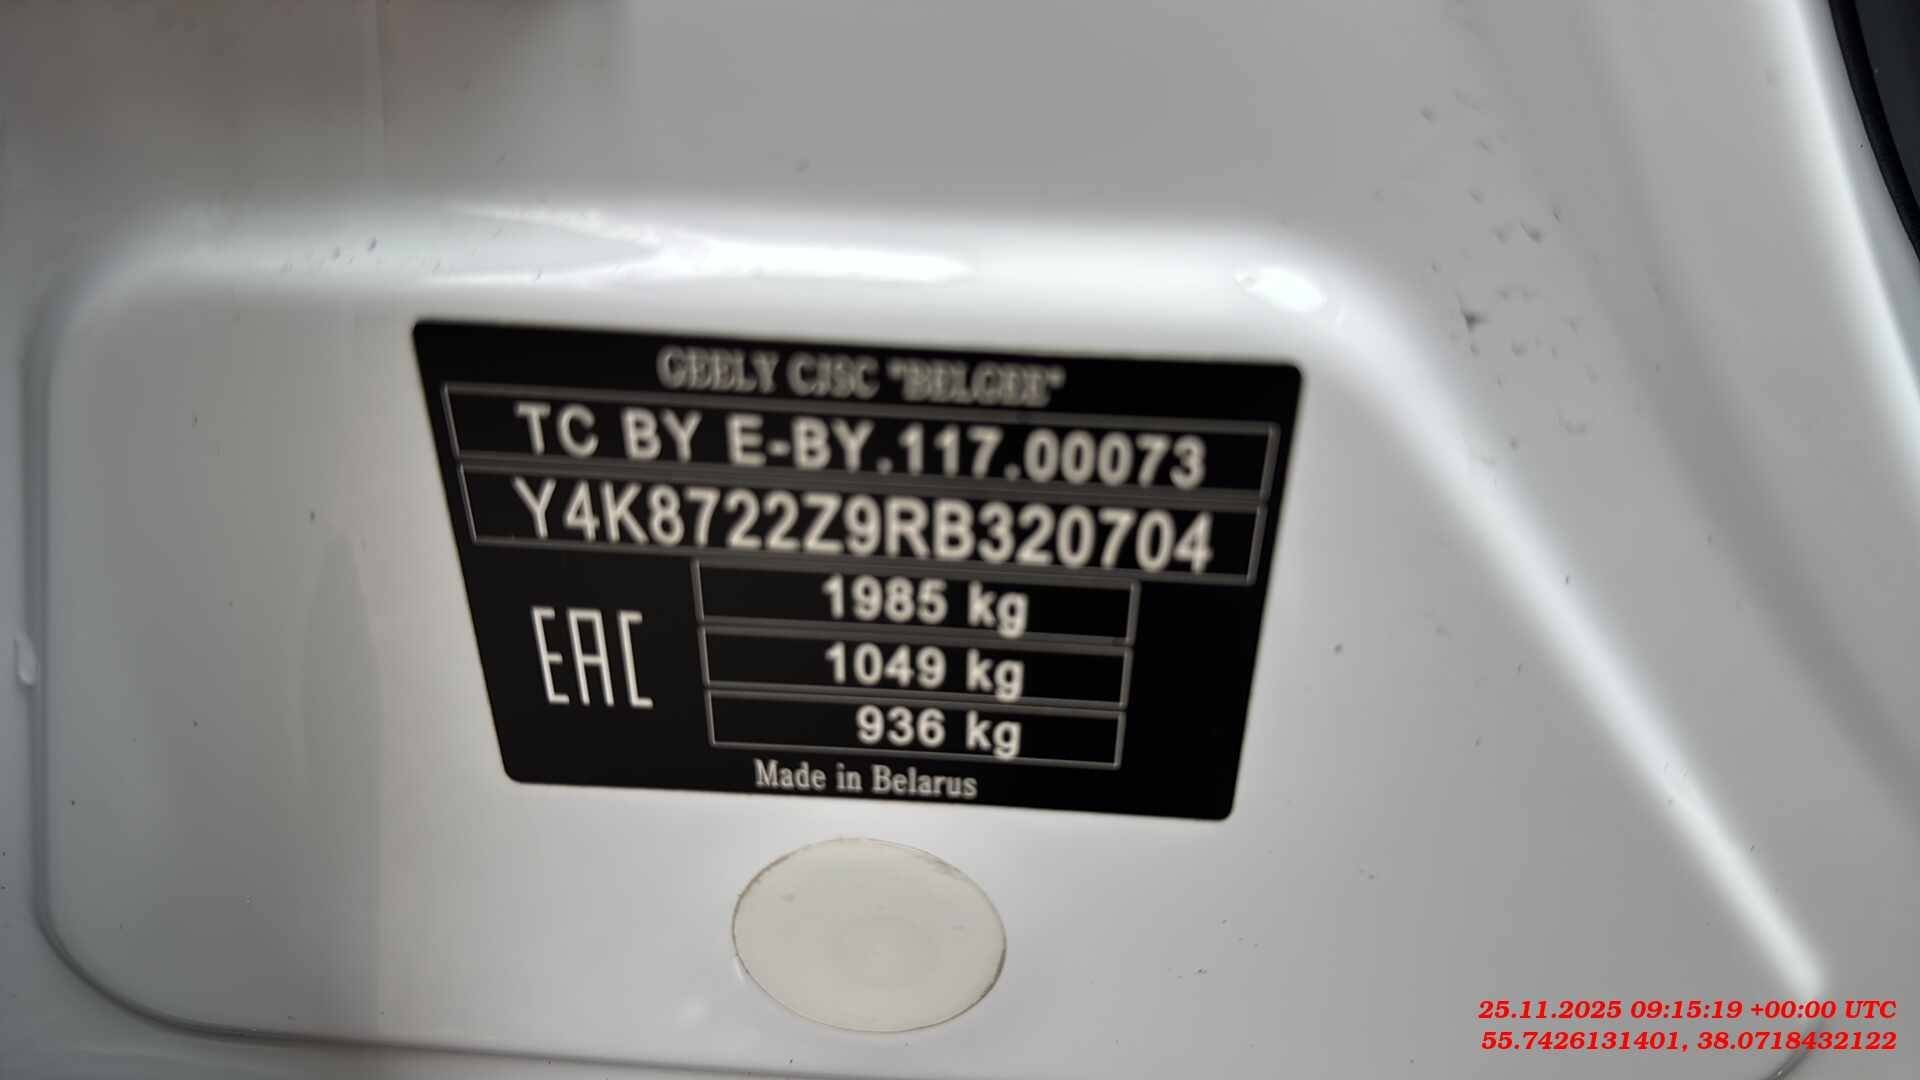 GEELY CJSC "BELGEE"
TC BY E-BY.117.00073
Y4K8722Z9RB320704
1985 kg
EAC
1049 kg
936 kg
Made in Belarus
25.11.2025 09:15:19 +00:00 UTC
55.7426131401, 38.0718432122